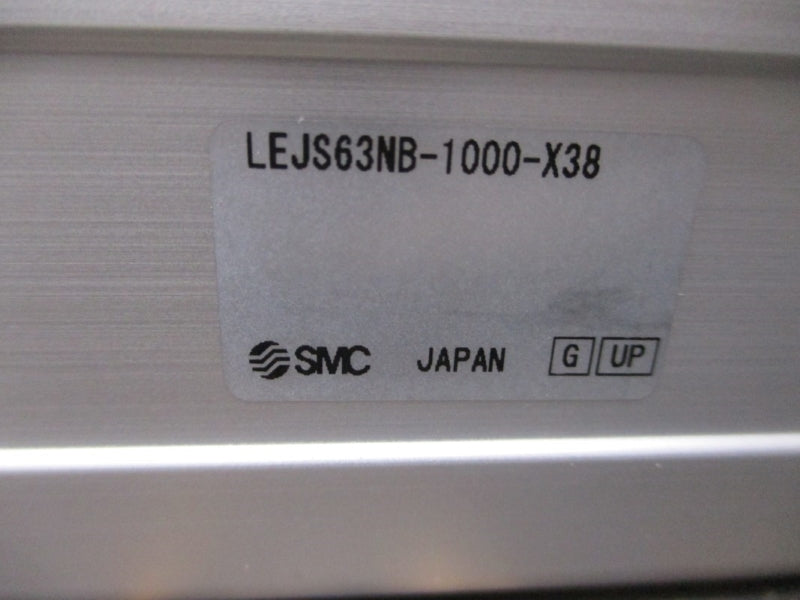 LEJS63NB-1000-X38
SMC JAPAN G UP